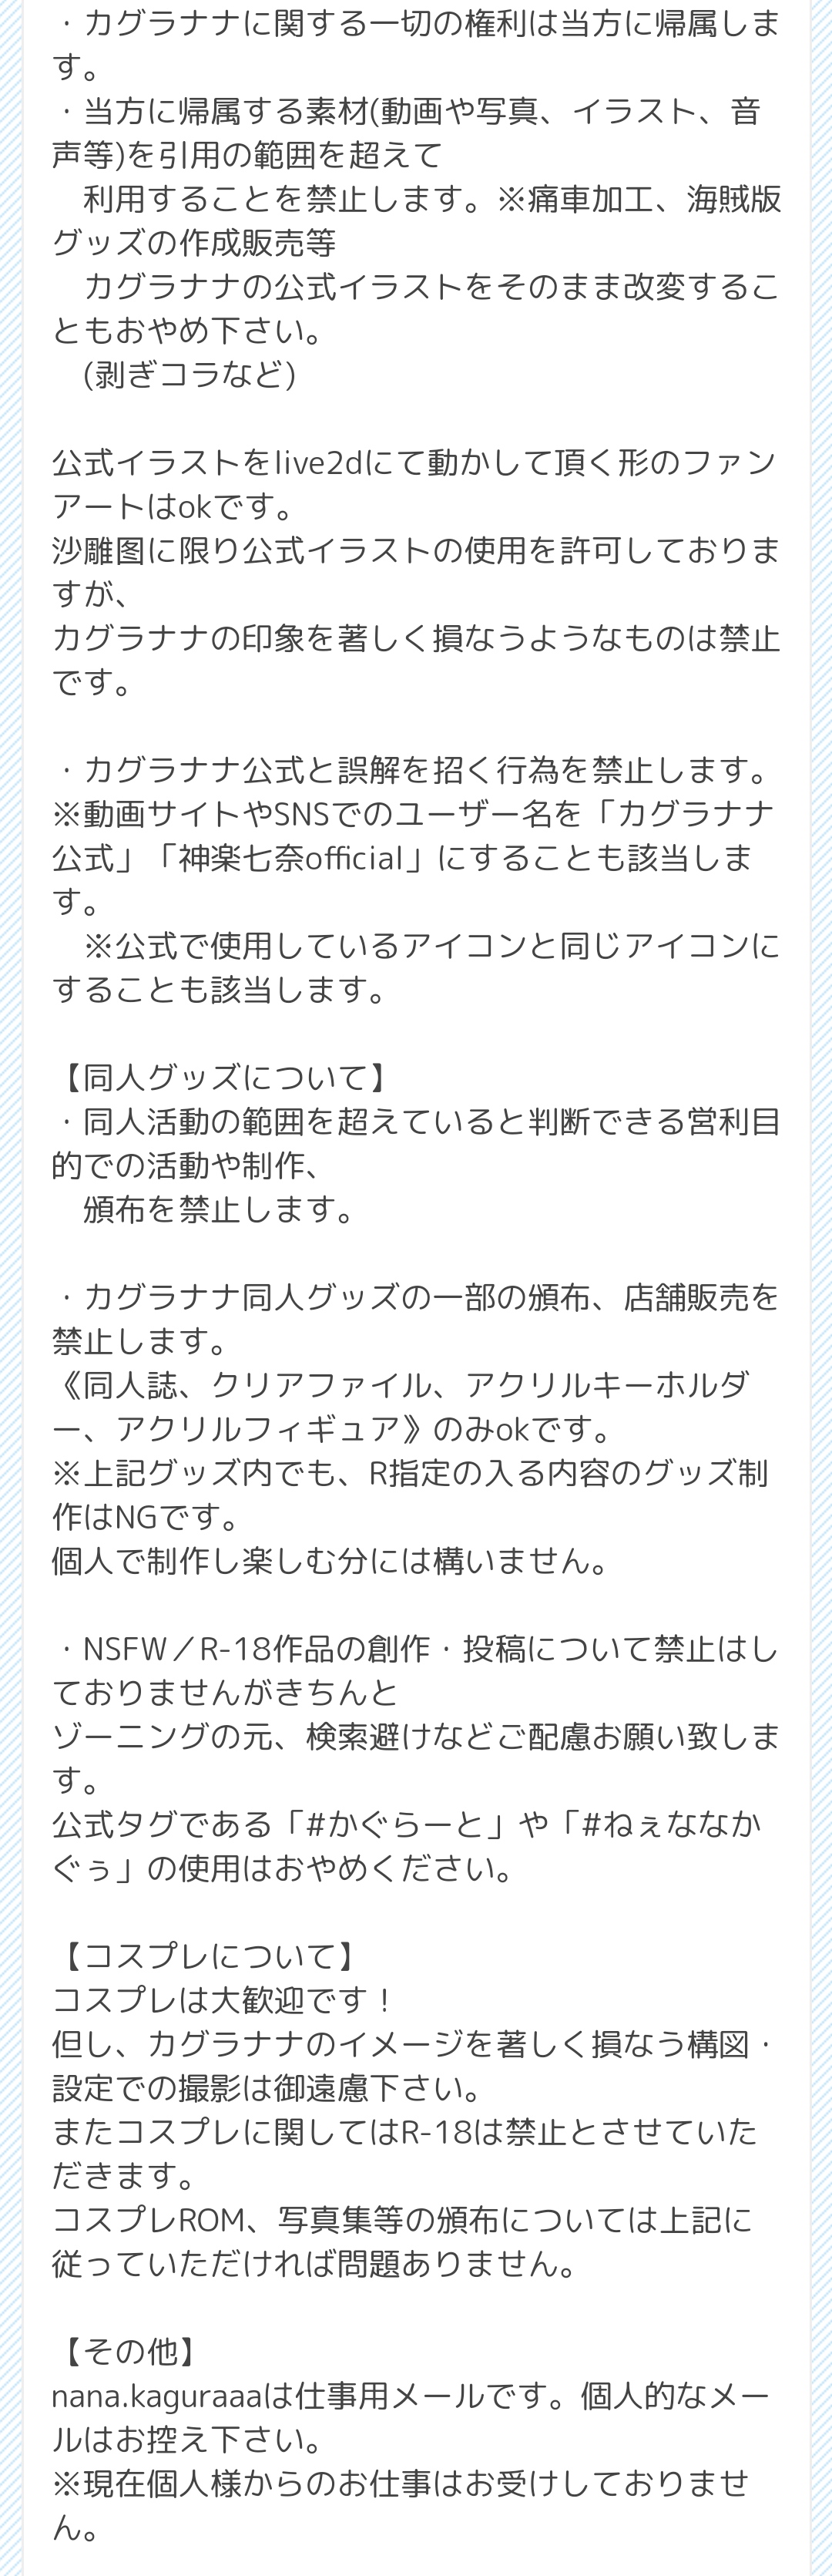 ・カグラナナに関する一切の権利は当方に帰属しま
す。
・当方に帰属する素材(動画や写真、イラスト、音
声等)を引用の範囲を超えて
　利用することを禁止します。※痛車加工、海賊版
グッズの作成販売等
　カグラナナの公式イラストをそのまま改変するこ
ともおやめ下さい。
　(剥ぎコラなど)
公式イラストをlive2dにて動かして頂く形のファン
アートはokです。
沙雕图に限り公式イラストの使用を許可しておりま
すが、
カグラナナの印象を著しく損なうようなものは禁止
です。
・カグラナナ公式と誤解を招く行為を禁止します。
※動画サイトやSNSでのユーザー名を「カグラナナ
公式」「神楽七奈official」にすることも該当しま
す。
　※公式で使用しているアイコンと同じアイコンに
することも該当します。
【同人グッズについて】
・同人活動の範囲を超えていると判断できる営利目
的での活動や制作、
　頒布を禁止します。
・カグラナナ同人グッズの一部の頒布、店舗販売を
禁止します。
《同人誌、クリアファイル、アクリルキーホルダ
ー、アクリルフィギュア》のみokです。
※上記グッズ内でも、R指定の入る内容のグッズ制
作はNGです。
個人で制作し楽しむ分には構いません。
・NSFW／R-18作品の創作・投稿について禁止はし
ておりませんがきちんと
ゾーニングの元、検索避けなどご配慮お願い致しま
す。
公式タグである「#かぐらーと」や「#ねぇななか
ぐぅ」の使用はおやめください。
【コスプレについて】
コスプレは大歓迎です！
但し、カグラナナのイメージを著しく損なう構図・
設定での撮影は御遠慮下さい。
またコスプレに関してはR-18は禁止とさせていた
だきます。
コスプレROM、写真集等の頒布については上記に
従っていただければ問題ありません。
【その他】
nana.kaguraaaは仕事用メールです。個人的なメー
ルはお控え下さい。
※現在個人様からのお仕事はお受けしておりませ
ん。